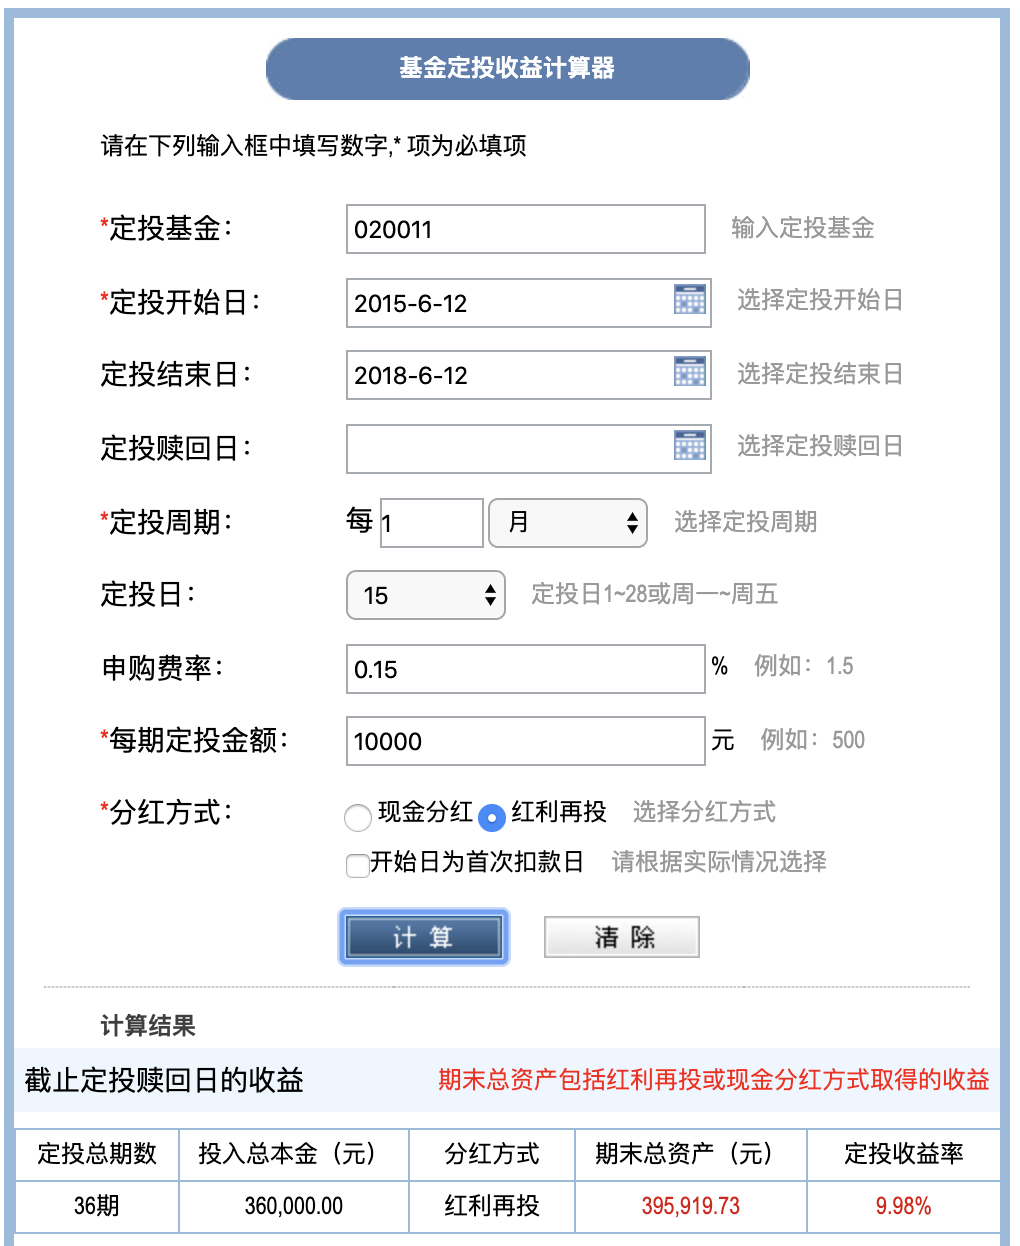 基金定投收益计算器
请在下列输入框中填写数字,* 项为必填项
*定投基金： 020011 输入定投基金
*定投开始日： 2015-6-12 选择定投开始日
定投结束日： 2018-6-12 选择定投结束日
定投赎回日： 选择定投赎回日
*定投周期： 每 1 月 选择定投周期
定投日： 15 定投日1~28或周一~周五
申购费率： 0.15 % 例如： 1.5
*每期定投金额： 10000 元 例如： 500
*分红方式： 现金分红 红利再投 选择分红方式
开始日为首次扣款日 请根据实际情况选择
计 算 清 除
计算结果
截止定投赎回日的收益 期末总资产包括红利再投或现金分红方式取得的收益
定投总期数 投入总本金（元） 分红方式 期末总资产（元） 定投收益率
36期 360,000.00 红利再投 395,919.73 9.98%